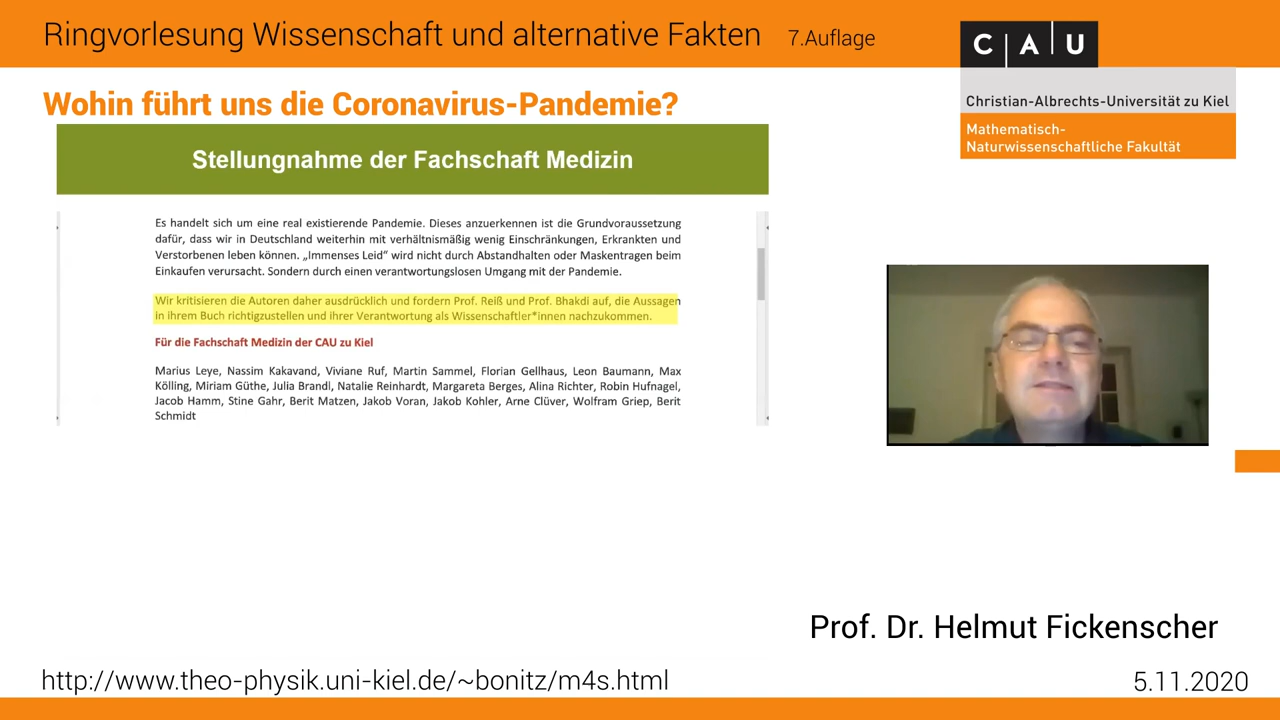 Ringvorlesung Wissenschaft und alternative Fakten 7.Auflage
C A U
Christian-Albrechts-Universität zu Kiel
Mathematisch-
Naturwissenschaftliche Fakultät
Wohin führt uns die Coronavirus-Pandemie?
Stellungnahme der Fachschaft Medizin
Es handelt sich um eine real existierende Pandemie. Dieses anzuerkennen ist die Grundvoraussetzung
dafür, dass wir in Deutschland weiterhin mit verhältnismäßig wenig Einschränkungen, Erkrankten und
Verstorbenen leben können. „Immenses Leid“ wird nicht durch Abstandhalten oder Maskentragen beim
Einkaufen verursacht. Sondern durch einen verantwortungslosen Umgang mit der Pandemie.
Wir kritisieren die Autoren daher ausdrücklich und fordern Prof. Reiß und Prof. Bhakdi auf, die Aussagen
in ihrem Buch richtigzustellen und ihrer Verantwortung als Wissenschaftler*innen nachzukommen.
Für die Fachschaft Medizin der CAU zu Kiel
Marius Leye, Nassim Kakavand, Viviane Ruf, Martin Sammel, Florian Gellhaus, Leon Baumann, Max
Kölling, Miriam Güthe, Julia Brandl, Natalie Reinhardt, Margareta Berges, Alina Richter, Robin Hufnagel,
Jacob Hamm, Stine Gahr, Berit Matzen, Jakob Voran, Jakob Kohler, Arne Clüver, Wolfram Griep, Berit
Schmidt
Prof. Dr. Helmut Fickenscher
http://www.theo-physik.uni-kiel.de/~bonitz/m4s.html
5.11.2020